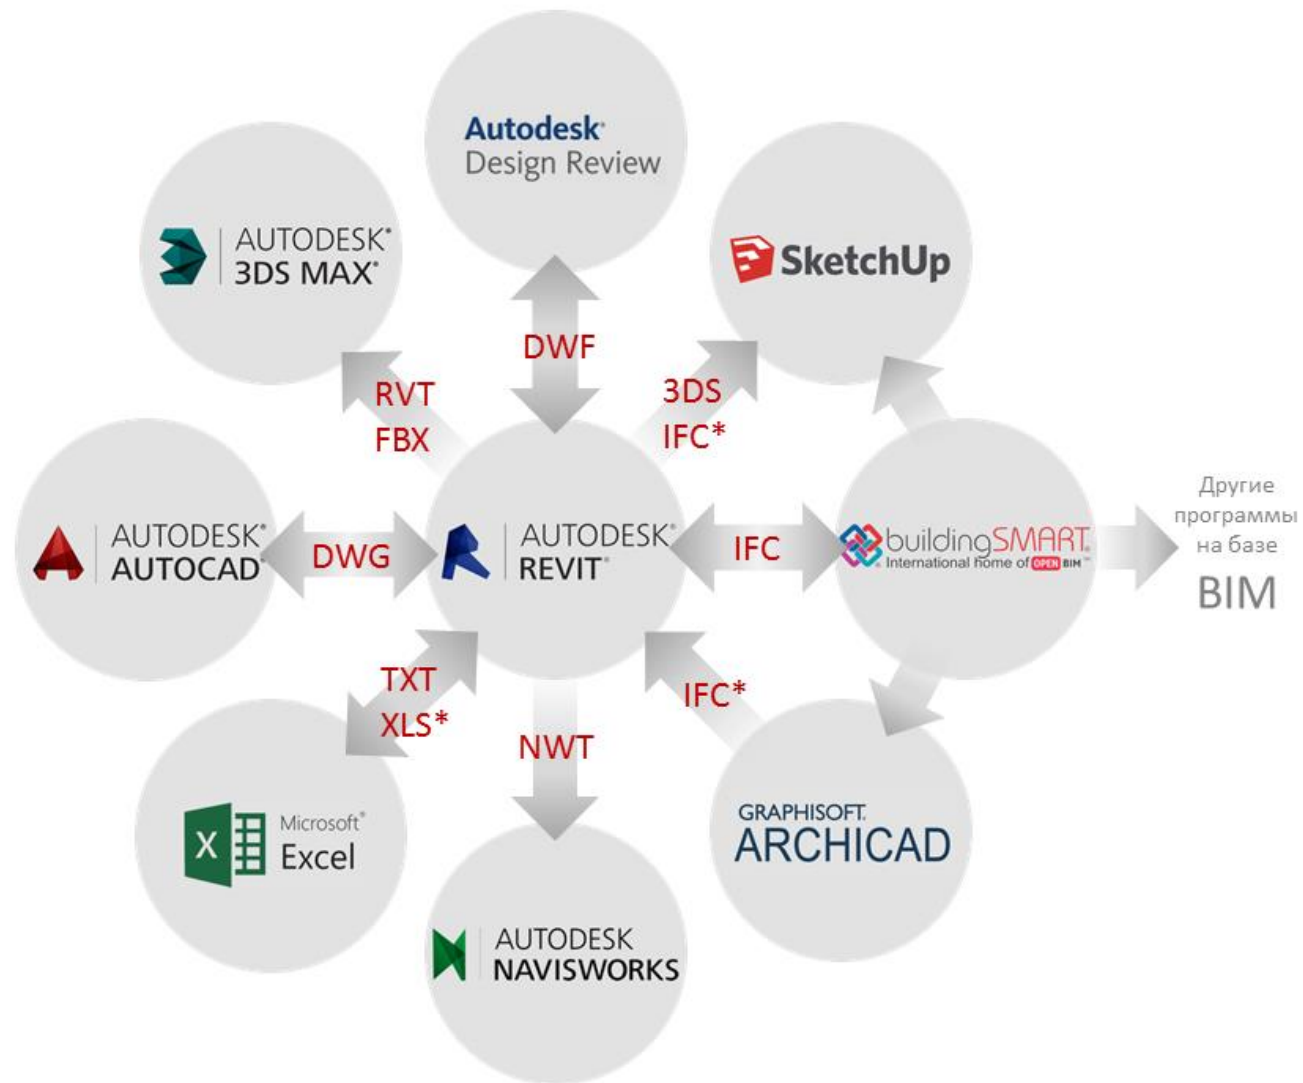 Autodesk®
Design Review
AUTODESK®
3DS MAX®
SketchUp
DWF
RVT
FBX
3DS
IFC*
AUTODESK®
AUTOCAD®
DWG
AUTODESK®
REVIT®
IFC
buildingSMART®
International home of OPEN BIM™
Другие
программы
на базе
BIM
TXT
XLS*
NWT
IFC*
Microsoft®
Excel
GRAPHISOFT.
ARCHICAD
AUTODESK
NAVISWORKS